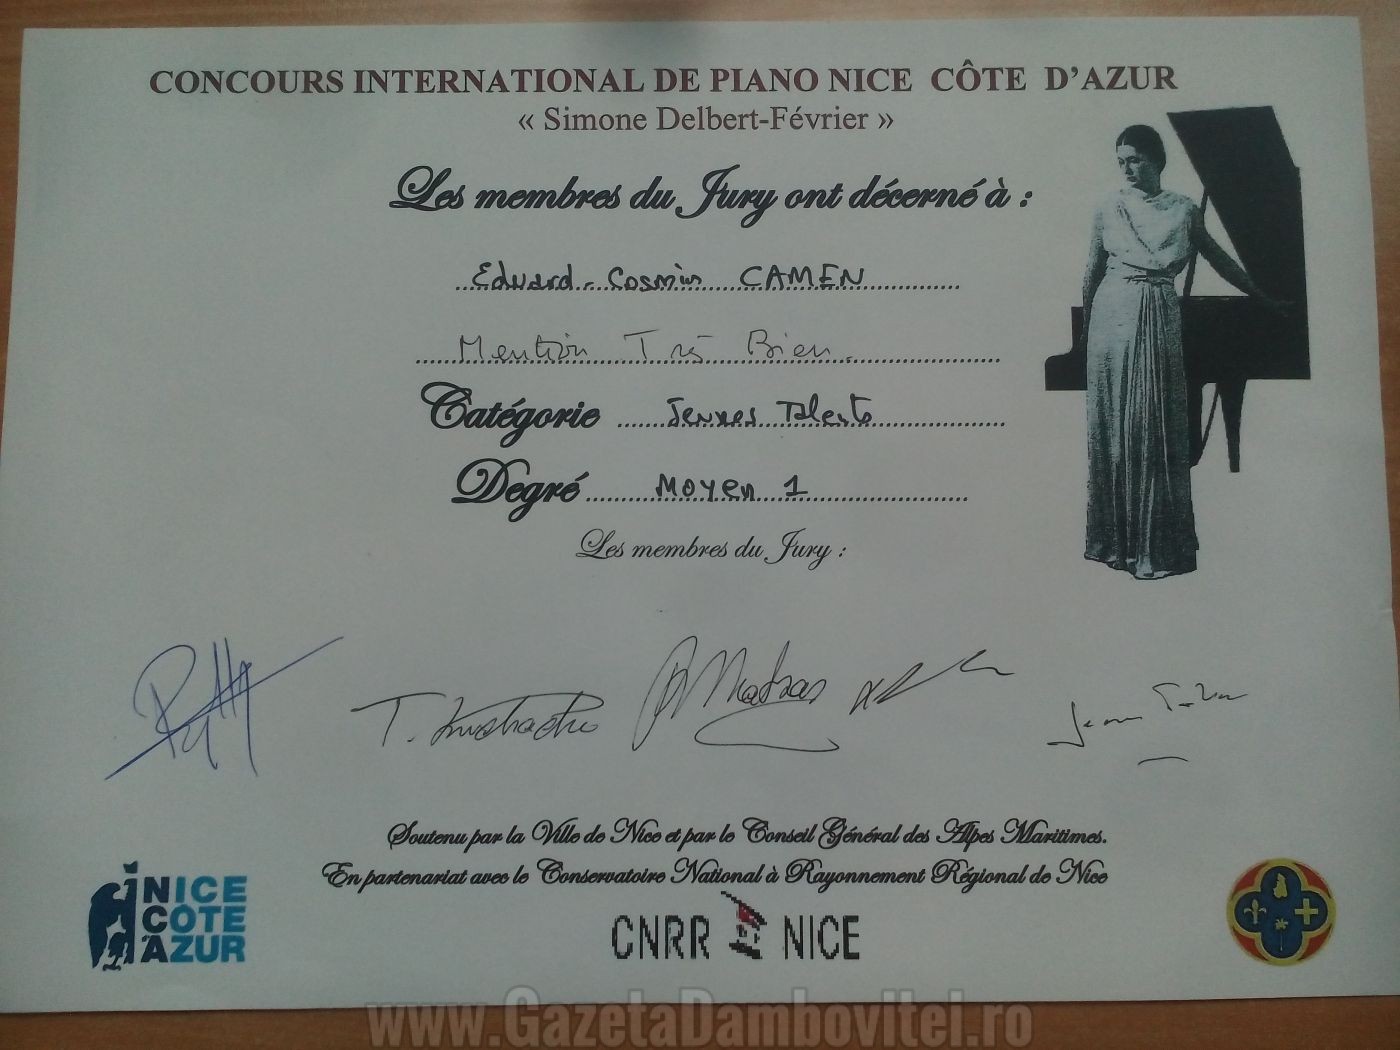 CONCOURS INTERNATIONAL DE PIANO NICE CÔTE D'AZUR
« Simone Delbert-Février »
Les membres du Jury ont décerné à :
Eduard-Cosmin CAMEN
Mention Très Bien
Catégorie Jeunes Talents
Degré Moyen 1
Les membres du Jury :
Soutenu par la Ville de Nice et par le Conseil Général des Alpes Maritimes.
En partenariat avec le Conservatoire National à Rayonnement Régional de Nice
NICE
CÔTE
D'AZUR
CNRR NICE
www.GazetaDambovitel.ro